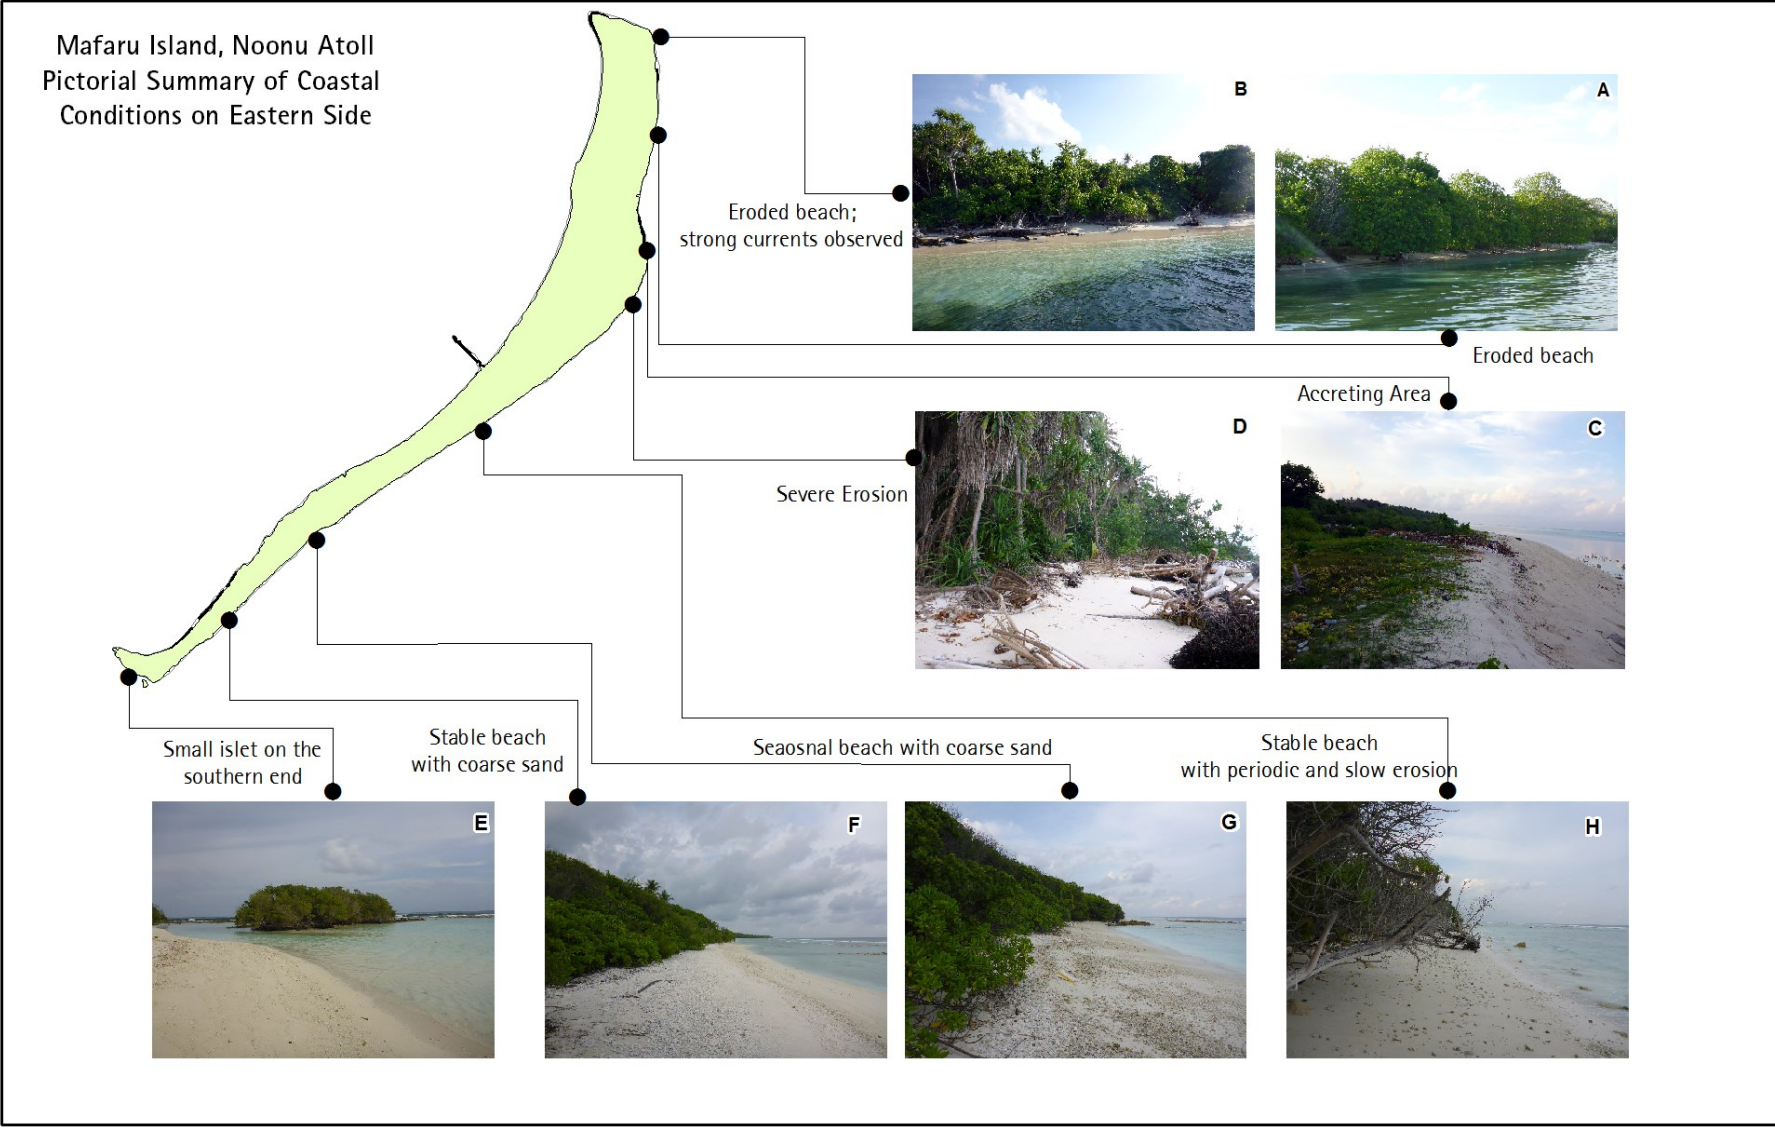 Mafaru Island, Noonu Atoll
Pictorial Summary of Coastal
Conditions on Eastern Side
B
A
Eroded beach;
strong currents observed
Eroded beach
Accreting Area
D
C
Severe Erosion
Small islet on the
southern end
Stable beach
with coarse sand
Seaosnal beach with coarse sand
Stable beach
with periodic and slow erosion
E
F
G
H